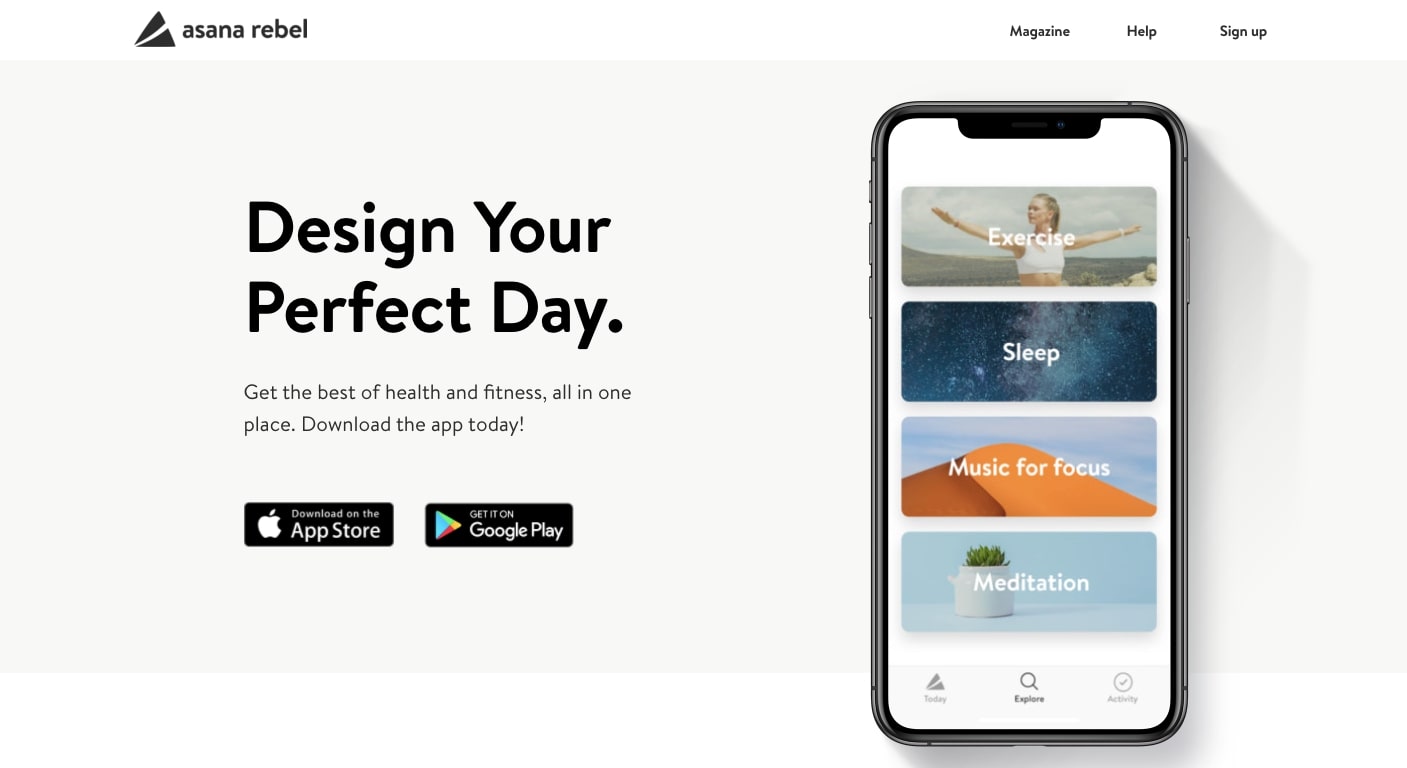 asana rebel
Magazine
Help
Sign up
Design Your
Perfect Day.
Get the best of health and fitness, all in one
place. Download the app today!
Download on the
App Store
GET IT ON
Google Play
Exercise
Sleep
Music for focus
Meditation
Today
Explore
Activity